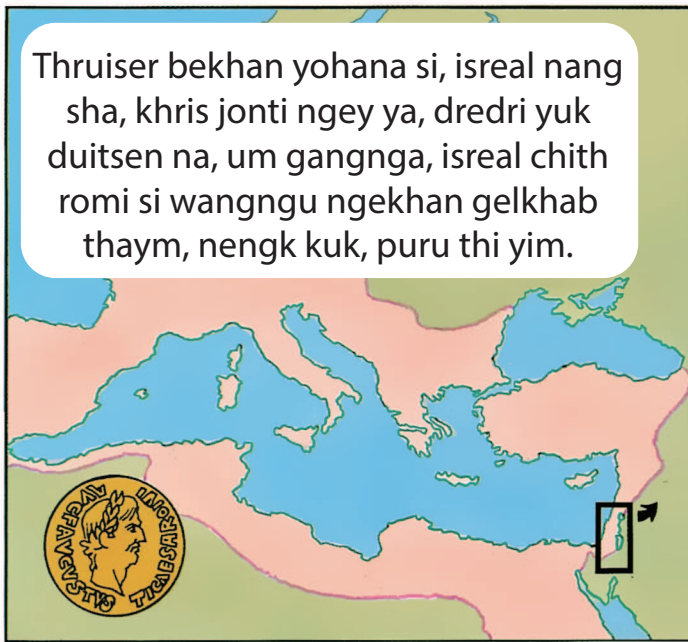 Thruiser bekhan yohana si, isreal nang
sha, khris jonti ngey ya, dredri yuk
duitsen na, um gangnga, isreal chith
romi si wangngu ngekhan gelkhab
thaym, nengk kuk, puru thi yim.